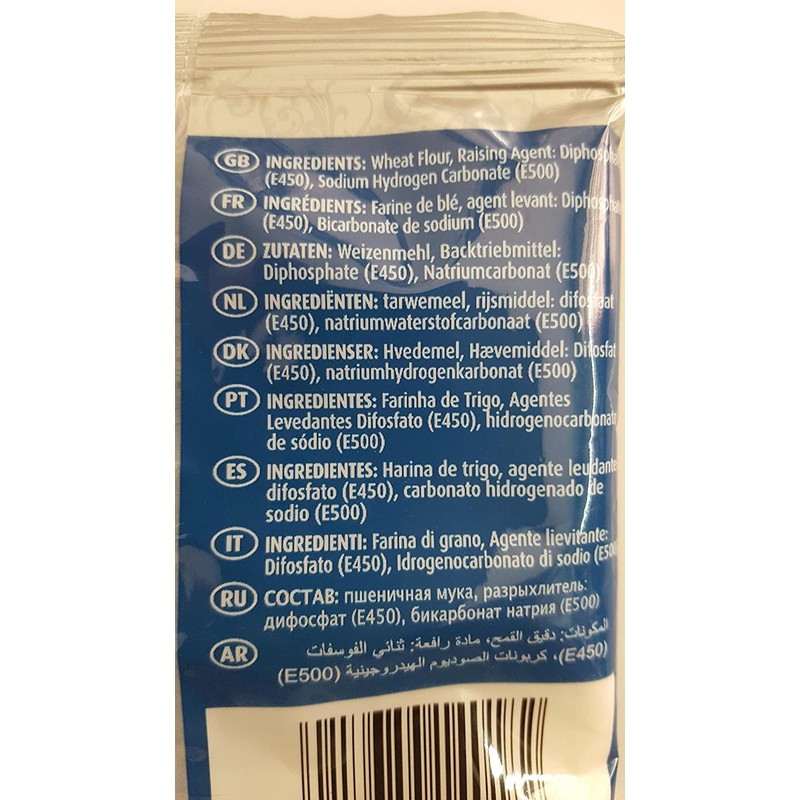 GB INGREDIENTS: Wheat Flour, Raising Agent: Diphospha
(E450), Sodium Hydrogen Carbonate (E500)
FR INGRÉDIENTS: Farine de blé, agent levant: Diphosphate
(E450), Bicarbonate de sodium (E500)
DE ZUTATEN: Weizenmehl, Backtriebmittel:
Diphosphate (E450), Natriumcarbonat (E500)
NL INGREDIËNTEN: tarwemeel, rijsmiddel: difosfaat
(E450), natriumwaterstofcarbonaat (E500)
DK INGREDIENSER: Hvedemel, Hævemiddel: Difosfat
(E450), natriumhydrogenkarbonat (E500)
PT INGREDIENTES: Farinha de Trigo, Agentes
Levedantes Difosfato (E450), hidrogenocarbonato
de sódio (E500)
ES INGREDIENTES: Harina de trigo, agente leudante
difosfato (E450), carbonato hidrogenado de
sodio (E500)
IT INGREDIENTI: Farina di grano, Agente lievitante:
Difosfato (E450), Idrogenocarbonato di sodio (E500
RU СОСТАВ: пшеничная мука, разрыхлитель:
дифосфат (Е450), бикарбонат натрия (Е500)
AR المكونات: دقيق القمح، مادة رافعة: ثنائي الفوسفات
(E450)، كربونات الصوديوم الهيدروجينية (E500)